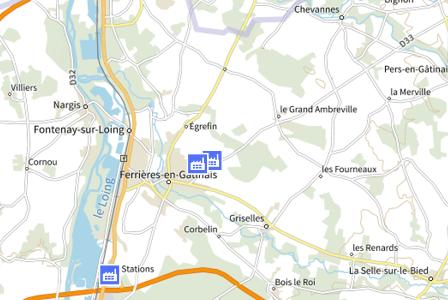 Chevannes
Bignon
D33
D32
Pers-en-Gâtinai
Villiers
la Merville
Nargis
le Grand Ambreville
Fontenay-sur-Loing
Egrefin
Cornou
Ferrières-en-Gâtinais
les Fourneaux
le Loing
Griselles
Corbelin
les Renards
Stations
La Selle-sur-le-Bied
Bois le Roi